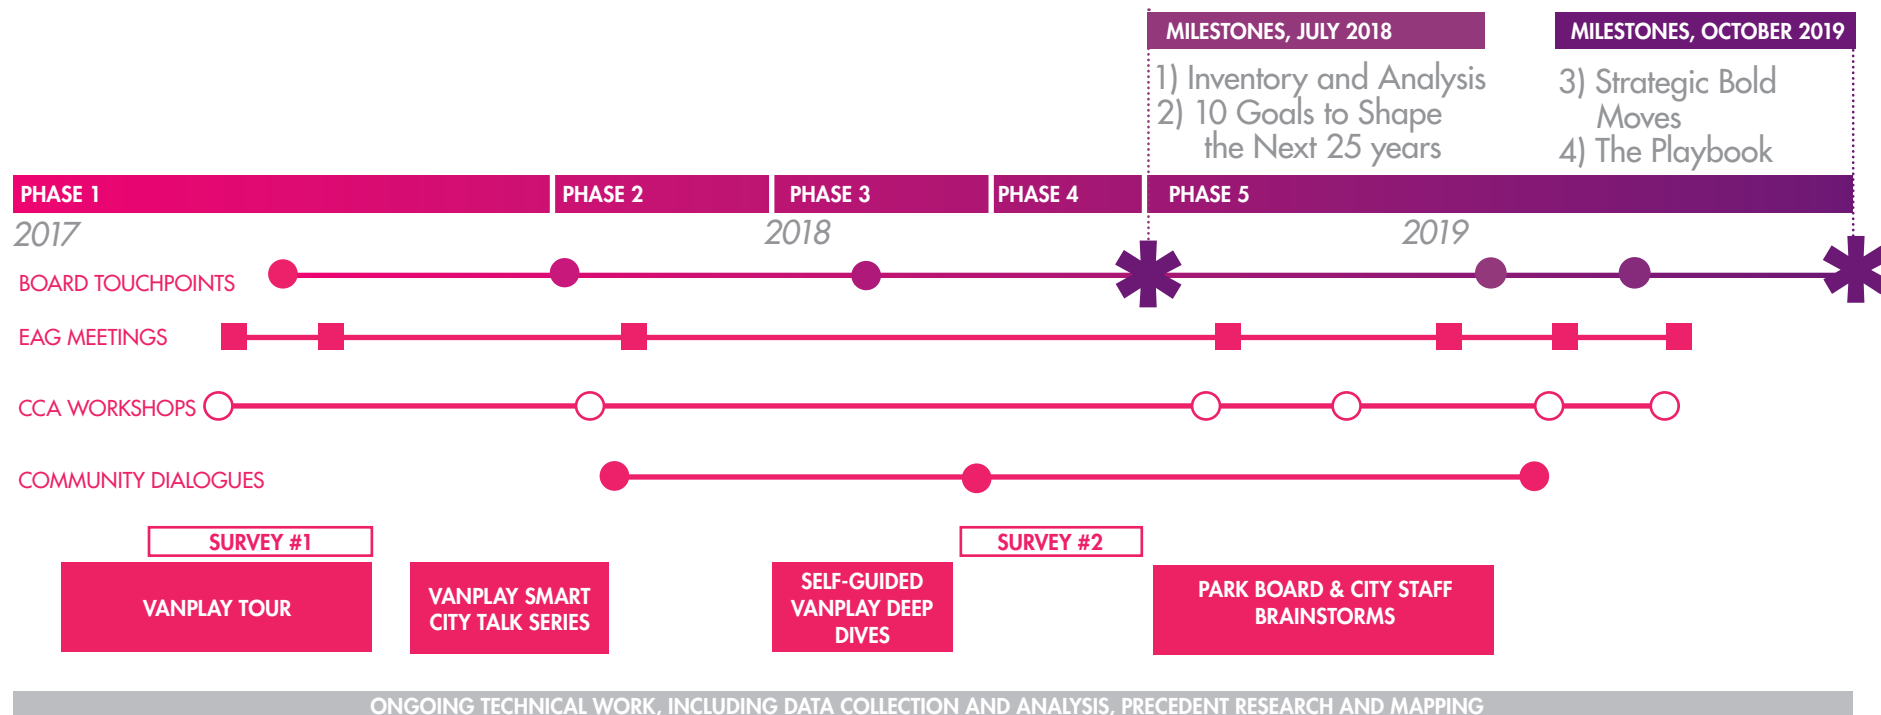 MILESTONES, JULY 2018
1) Inventory and Analysis
2) 10 Goals to Shape
the Next 25 years
MILESTONES, OCTOBER 2019
3) Strategic Bold
Moves
4) The Playbook
PHASE 1
PHASE 2
PHASE 3
PHASE 4
PHASE 5
2017
2018
2019
BOARD TOUCHPOINTS
EAG MEETINGS
CCA WORKSHOPS
COMMUNITY DIALOGUES
SURVEY #1
SURVEY #2
VANPLAY TOUR
VANPLAY SMART
CITY TALK SERIES
SELF-GUIDED
VANPLAY DEEP
DIVES
PARK BOARD & CITY STAFF
BRAINSTORMS
ONGOING TECHNICAL WORK, INCLUDING DATA COLLECTION AND ANALYSIS, PRECEDENT RESEARCH AND MAPPING